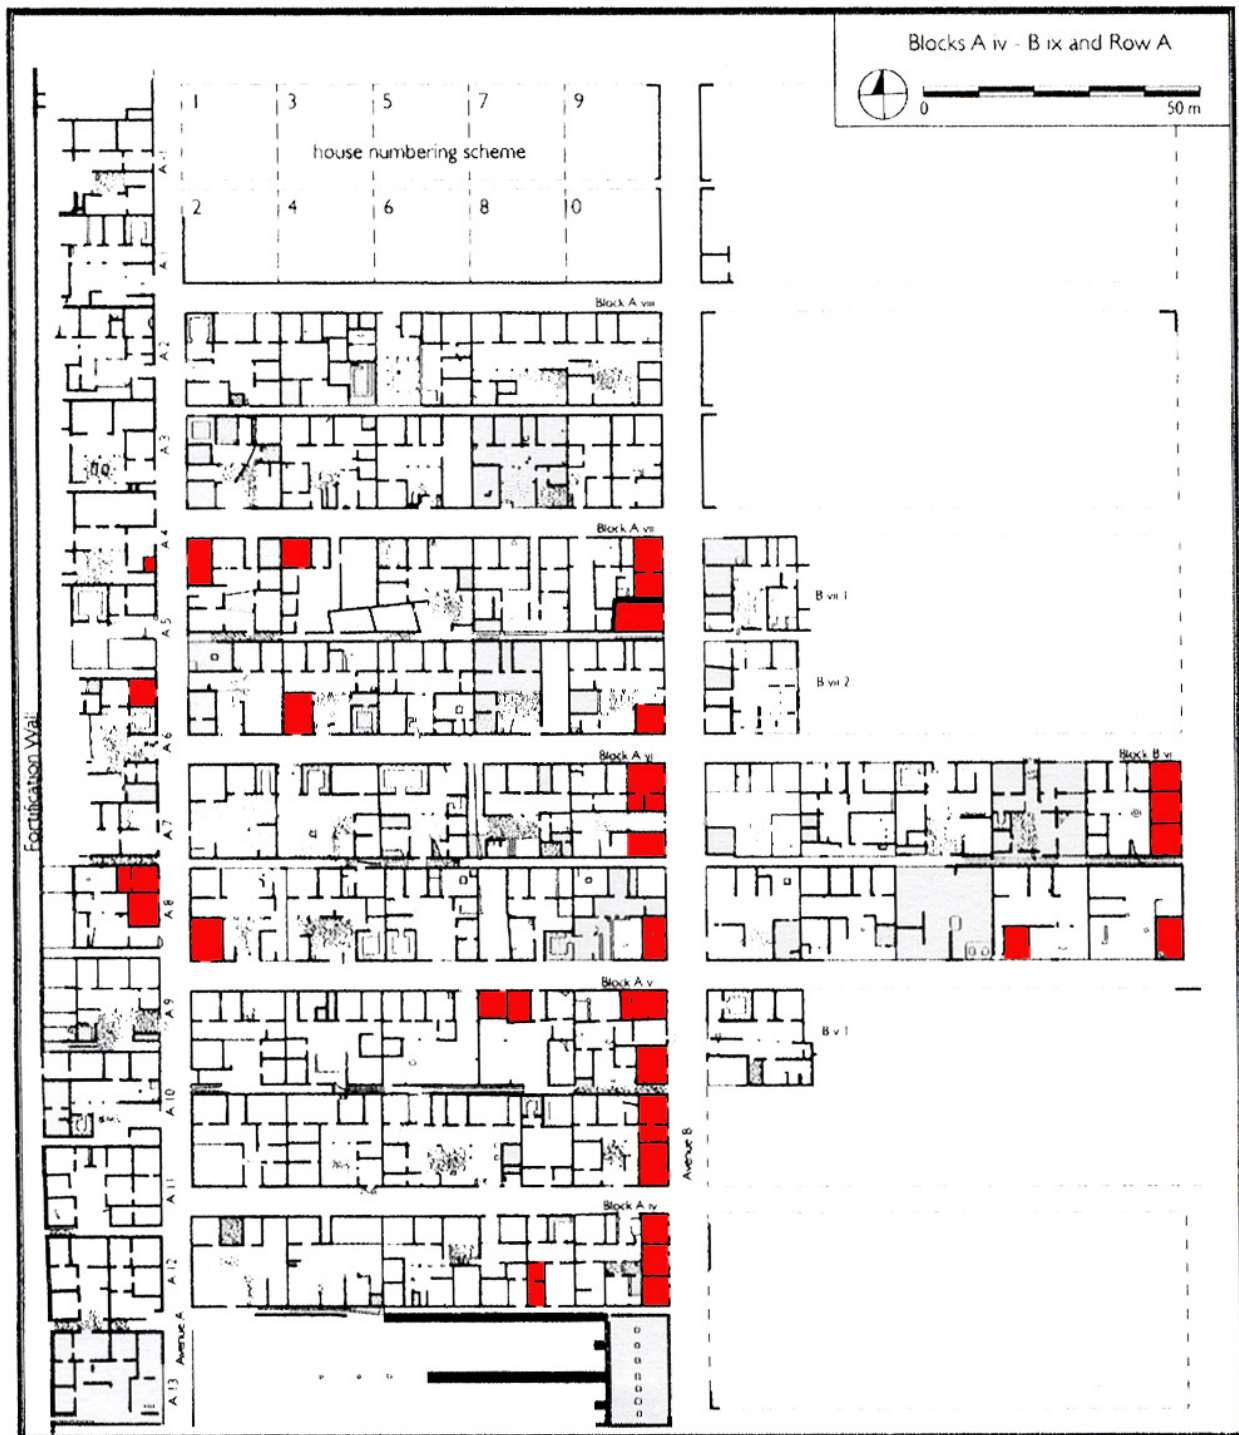 Blocks A iv - B ix and Row A
0 50 m
1 3 5 7 9
house numbering scheme
2 4 6 8 10
Block A viii
Block A vii
B vii 1
B vii 2
Block A vi
Block B vi
Block A v
B v 1
Block A iv
Fortification Wall
A -1
A 1
A 2
A 3
A 4
A 5
A 6
A 7
A 8
A 9
A 10
A 11
A 12
A 13
Avenue A
Avenue B